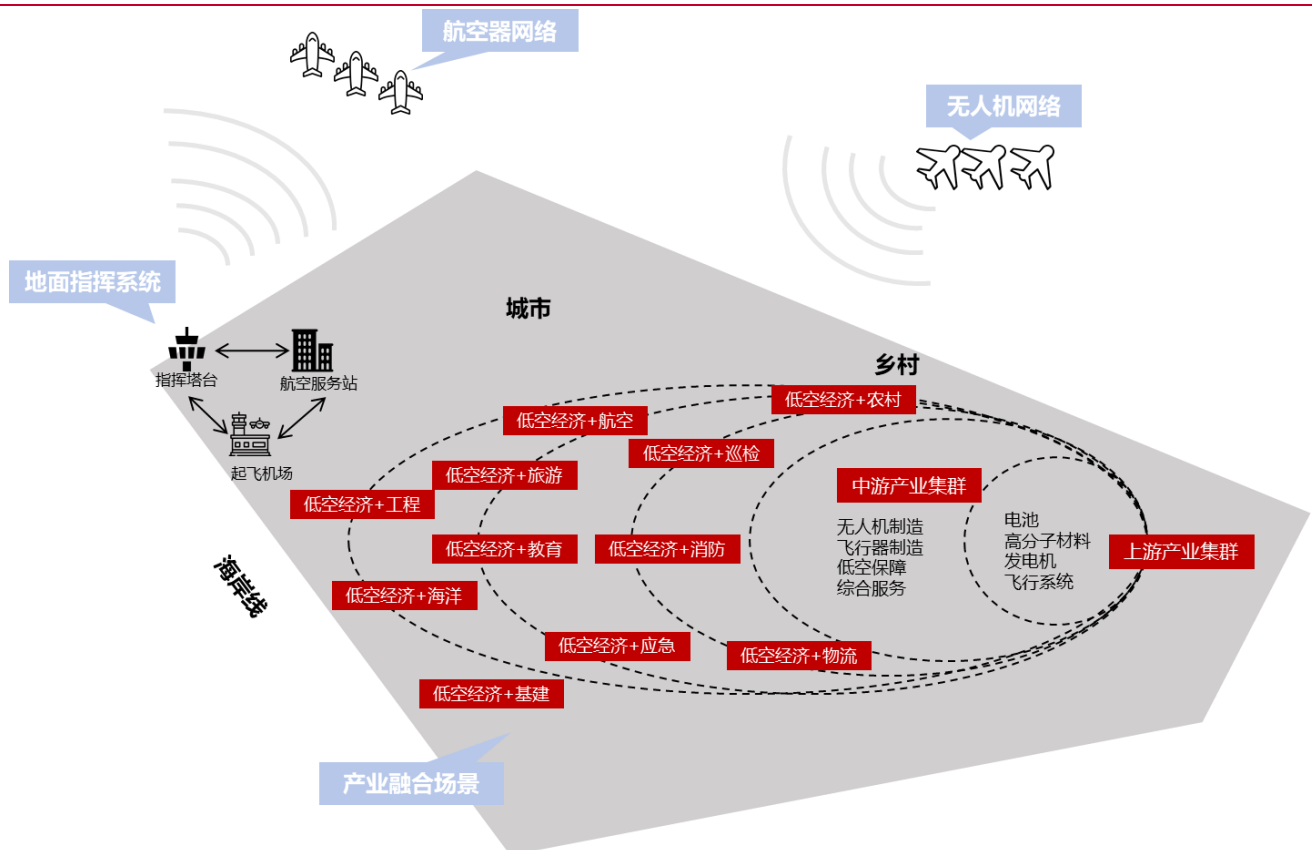 航空器网络
无人机网络
地面指挥系统
城市
指挥塔台
航空服务站
乡村
低空经济+农村
低空经济+航空
低空经济+巡检
起飞机场
低空经济+旅游
中游产业集群
低空经济+工程
无人机制造
飞行器制造
低空保障
综合服务
电池
高分子材料
发电机
飞行系统
低空经济+教育
低空经济+消防
上游产业集群
海岸线
低空经济+海洋
低空经济+应急
低空经济+物流
低空经济+基建
产业融合场景